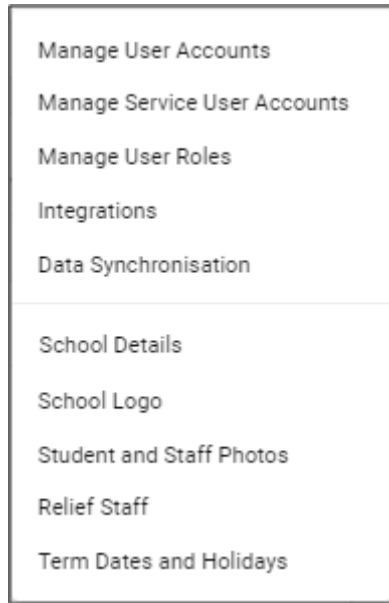 Manage User Accounts
Manage Service User Accounts
Manage User Roles
Integrations
Data Synchronisation
School Details
School Logo
Student and Staff Photos
Relief Staff
Term Dates and Holidays